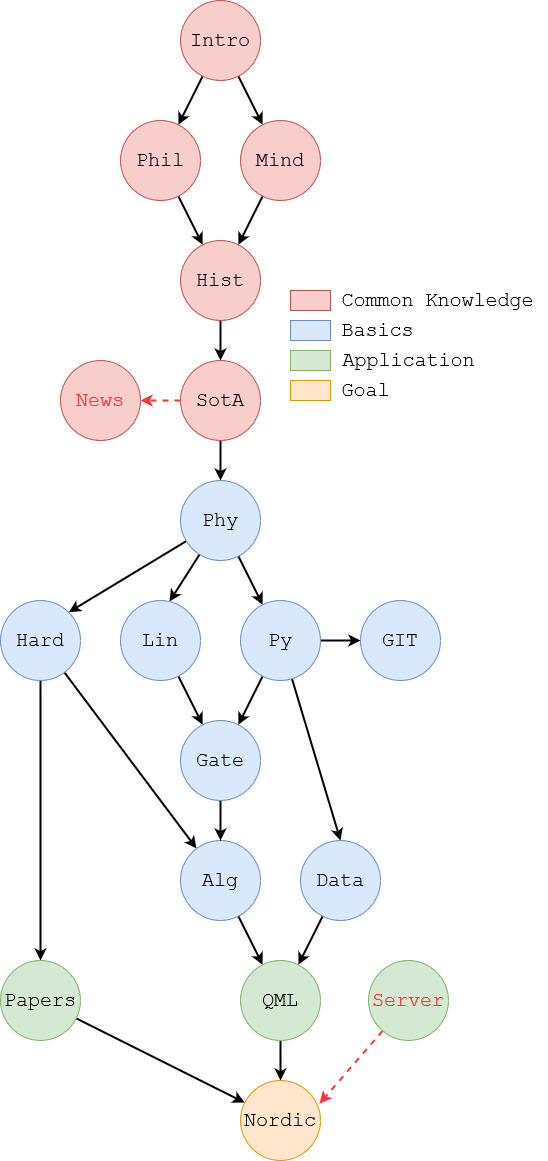 Intro
Phil
Mind
Hist
Common Knowledge
Basics
Application
Goal
News
SotA
Phy
Hard
Lin
Py
GIT
Gate
Alg
Data
Papers
QML
Server
Nordic